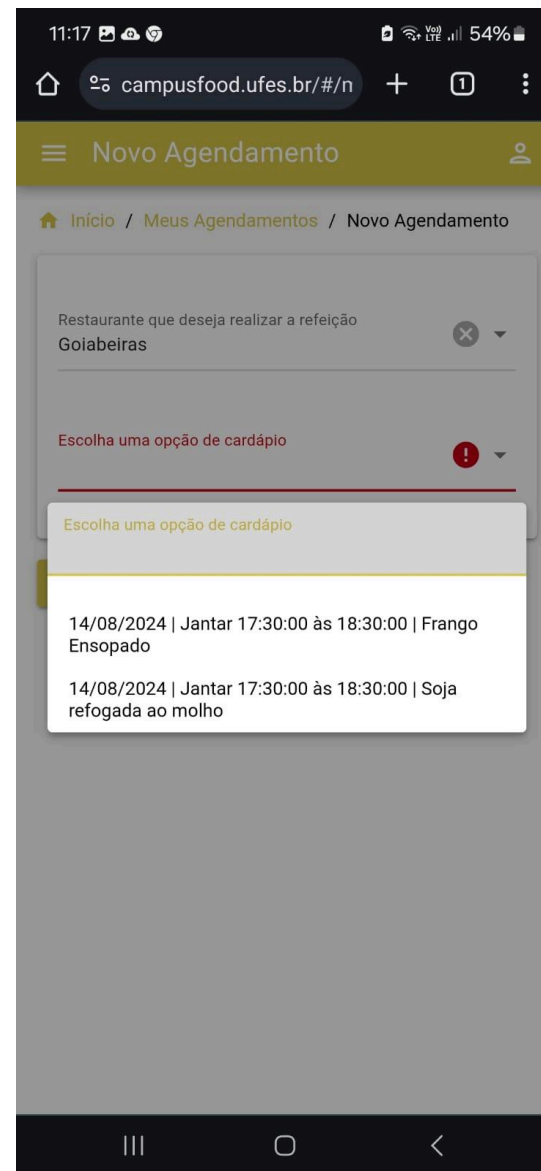 11:17 54%
campusfood.ufes.br/#/n 1
Novo Agendamento
Início / Meus Agendamentos / Novo Agendamento
Restaurante que deseja realizar a refeição
Goiabeiras
Escolha uma opção de cardápio
Escolha uma opção de cardápio
14/08/2024 | Jantar 17:30:00 às 18:30:00 | Frango
Ensopado
14/08/2024 | Jantar 17:30:00 às 18:30:00 | Soja
refogada ao molho